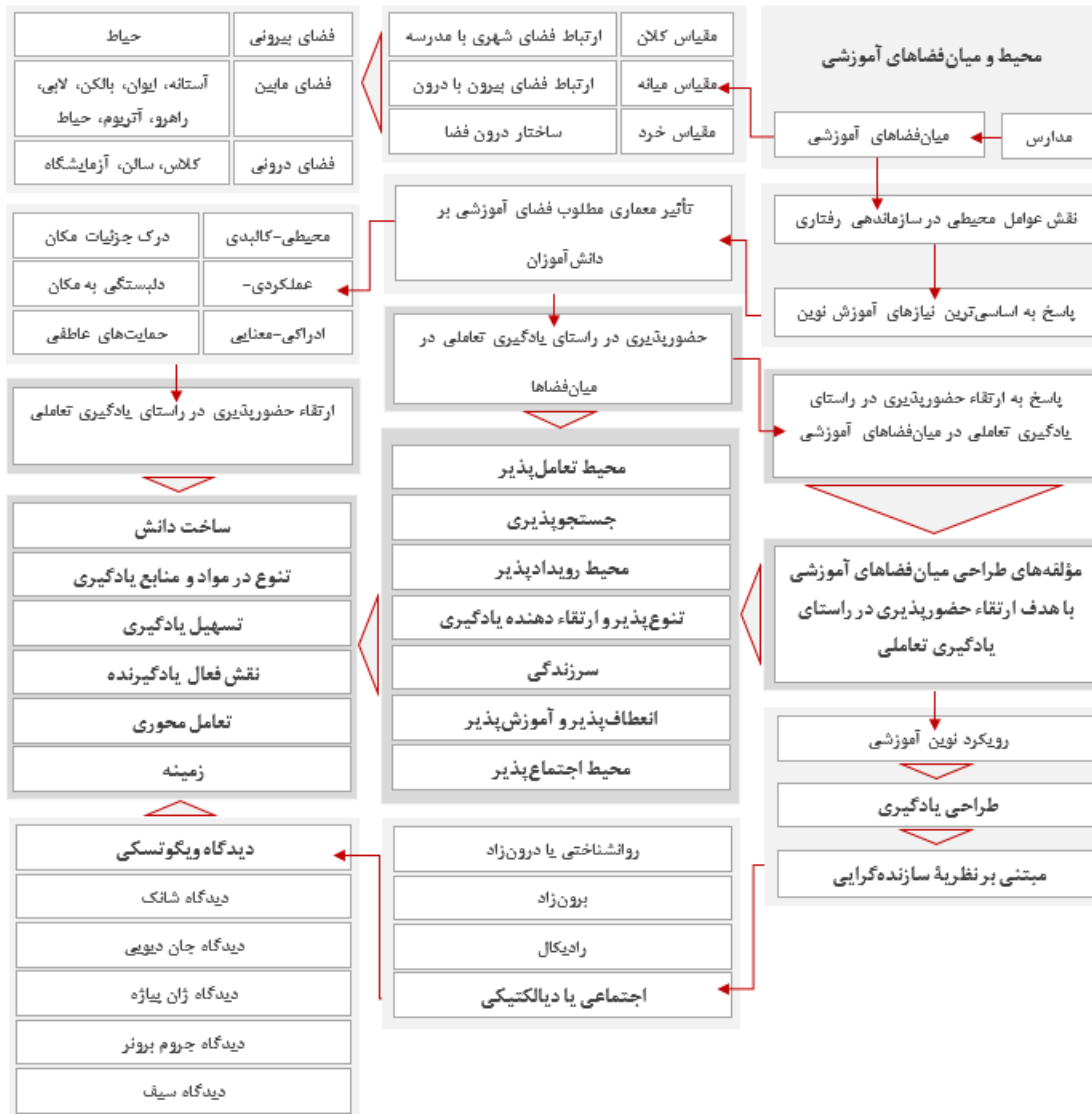 محیط و میان‌فضاهای آموزشی
مدارس
میان‌فضاهای آموزشی
نقش عوامل محیطی در سازماندهی رفتاری
پاسخ به اساسی‌ترین نیازهای آموزش نوین
مقیاس کلان
ارتباط فضای شهری با مدرسه
مقیاس میانه
ارتباط فضای بیرون با درون
مقیاس خرد
ساختار درون فضا
فضای بیرونی
حیاط
فضای مابین
آستانه، ایوان، بالکن، لابی،
راهرو، آتریوم، حیاط
فضای درونی
کلاس، سالن، آزمایشگاه
تأثیر معماری مطلوب فضای آموزشی بر
دانش‌آموزان
محیطی-کالبدی
درک جزئیات مکان
عملکردی-
دلبستگی به مکان
ادراکی-معنایی
حمایت‌های عاطفی
حضورپذیری در راستای یادگیری تعاملی در
میان‌فضاها
ارتقاء حضورپذیری در راستای یادگیری تعاملی
پاسخ به ارتقاء حضورپذیری در راستای
یادگیری تعاملی در میان‌فضاهای آموزشی
مؤلفه‌های طراحی میان‌فضاهای آموزشی
با هدف ارتقاء حضورپذیری در راستای
یادگیری تعاملی
محیط تعامل‌پذیر
جستجوپذیری
محیط رویدادپذیر
تنوع‌پذیر و ارتقاء دهنده یادگیری
سرزندگی
انعطاف‌پذیر و آموزش‌پذیر
محیط اجتماع‌پذیر
ساخت دانش
تنوع در مواد و منابع یادگیری
تسهیل یادگیری
نقش فعال یادگیرنده
تعامل محوری
زمینه
رویکرد نوین آموزشی
طراحی یادگیری
مبتنی بر نظریهٔ سازنده‌گرایی
روانشناختی یا درون‌زاد
برون‌زاد
رادیکال
اجتماعی یا دیالکتیکی
دیدگاه ویگوتسکی
دیدگاه شانک
دیدگاه جان دیویی
دیدگاه ژان پیاژه
دیدگاه جروم برونر
دیدگاه سیف